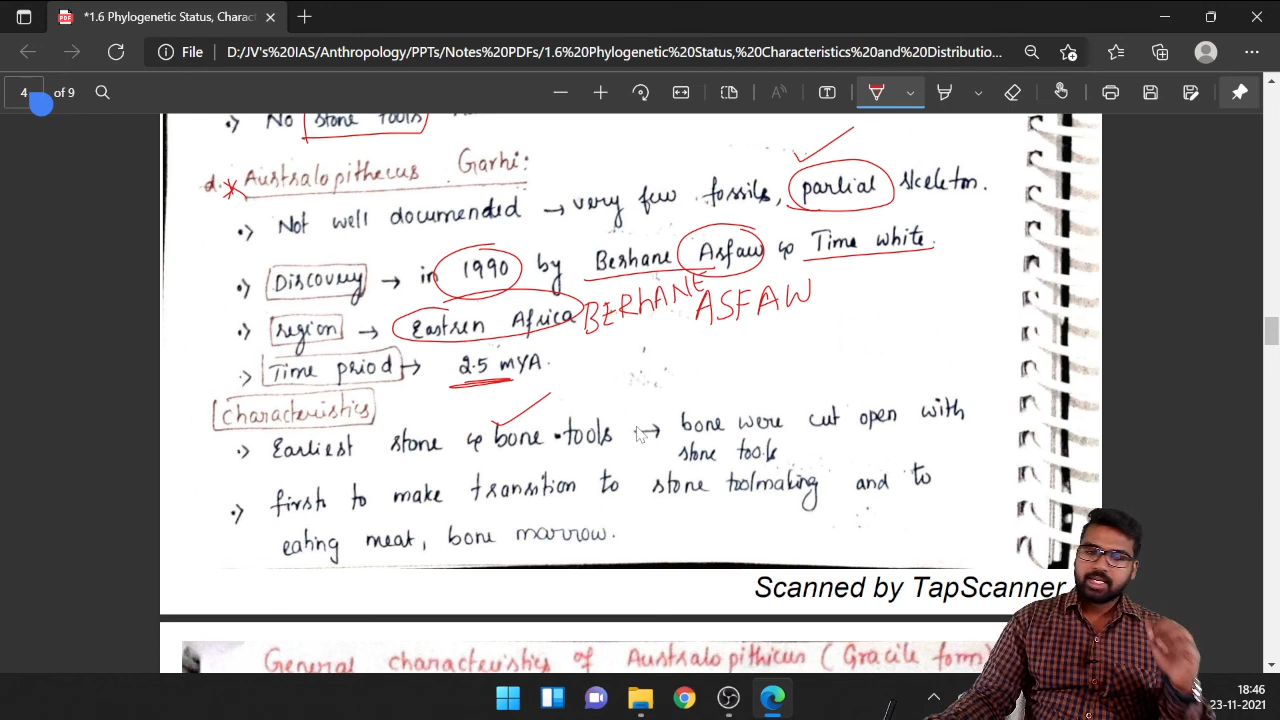 *1.6 Phylogenetic Status, Charact
File D:/JV's%20IAS/Anthropology/PPTs/Notes%20PDFs/1.6%20Phylogenetic%20Status,%20Characteristics%20and%20Distributio...
4 of 9
No stone tools
d. * Australopithecus Garhi:
Not well documended → very few fossils, partial skeleton.
Discovery → in 1990 by Beshane Asfaw & Time white.
BERhANE ASFAW
region → Eastren Africa
Time priod → 2.5 MYA.
Characteristics
Earliest stone & bone tools → bone were cut open with
stone tools
first to make transition to stone toolmaking and to
eating meat, bone marrow.
Scanned by TapScanner
General characteristics of Australopithicus (Gracile form)
18:46
23-11-2021